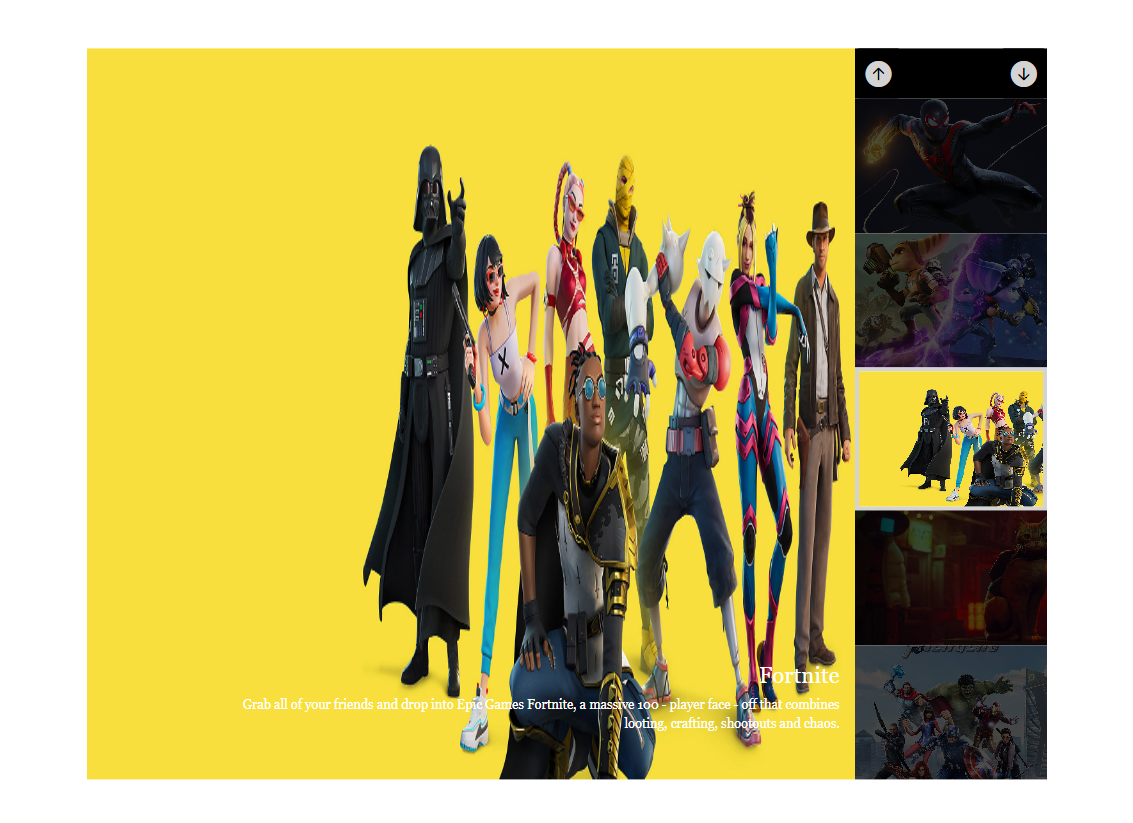 Fortnite
Grab all of your friends and drop into Epic Games Fortnite, a massive 100 - player face - off that combines
looting, crafting, shootouts and chaos.